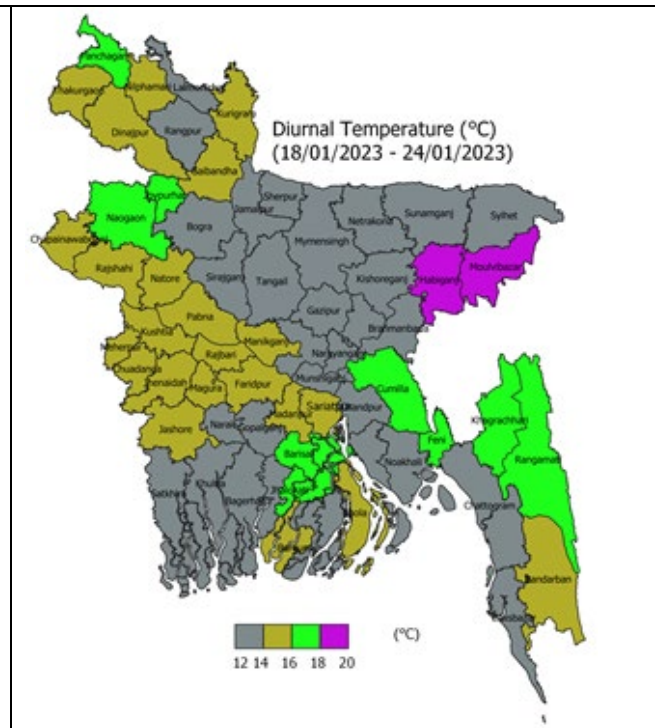 Panchagarh
Thakurgaon
Nilphamari
Lalmonirhat
Kurigram
Dinajpur
Rangpur
Diurnal Temperature (°C)
(18/01/2023 - 24/01/2023)
Gaibandha
Joypurhat
Naogaon
Bogra
Jamalpur
Sherpur
Mymensingh
Netrakona
Sunamganj
Sylhet
Chapainawabganj
Rajshahi
Natore
Sirajganj
Tangail
Kishoreganj
Habiganj
Moulvibazar
Gazipur
Pabna
Kushtia
Meherpur
Chuadanga
Jhenaidah
Magura
Rajbari
Manikganj
Faridpur
Narayanganj
Brahmanbaria
Munshiganj
Cumilla
Jashore
Narail
Gopalganj
Madaripur
Sariatpur
Chandpur
Khagrachhari
Feni
Barisal
Noakhali
Rangamati
Satkhira
Khulna
Bagerhat
Bhola
Chattogram
Bandarban
(°C)
12 14 16 18 20